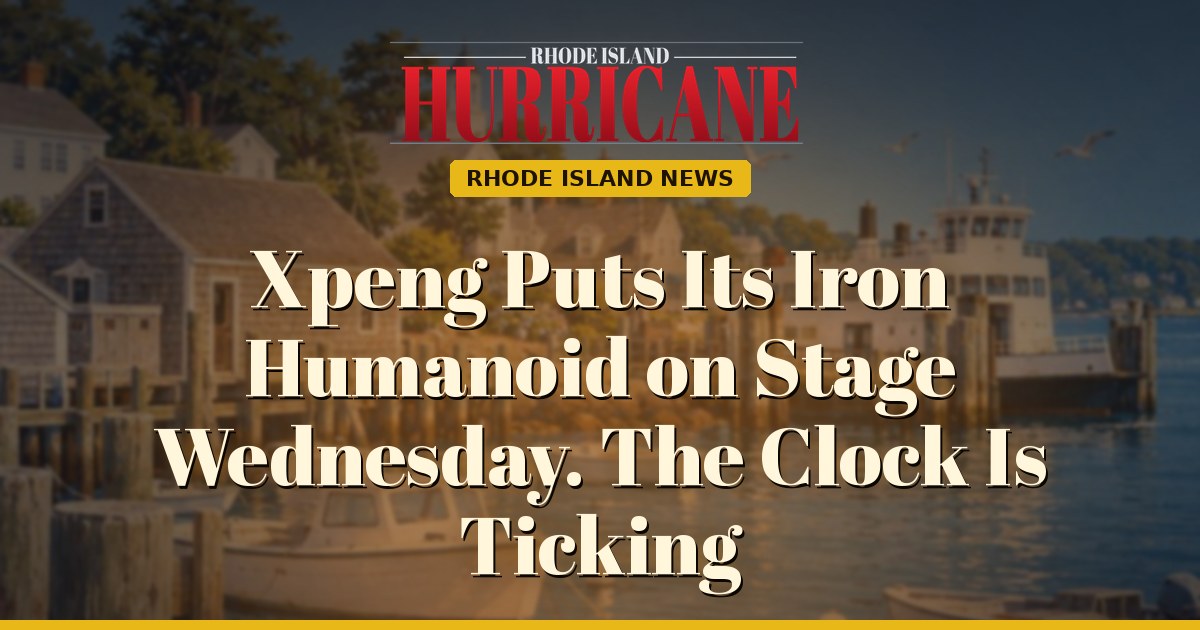 RHODE ISLAND
HURRICANE
RHODE ISLAND NEWS
Xpeng Puts Its Iron
Humanoid on Stage
Wednesday. The Clock Is
Ticking